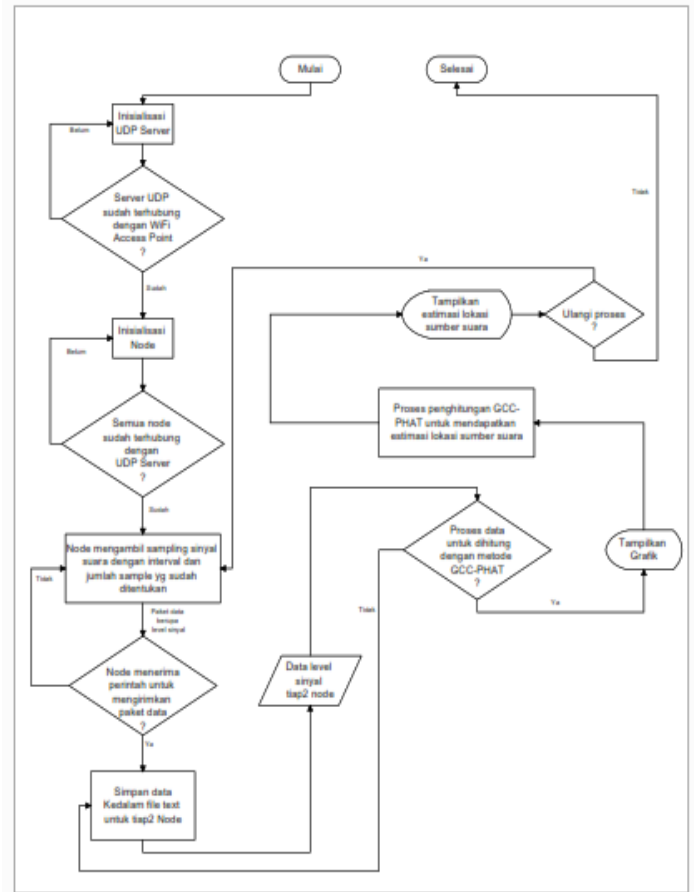 Mulai
Selesai
Inisialisasi
UDP Server
Belum
Server UDP
sudah terhubung
dengan WiFi
Access Point
?
Sudah
Inisialisasi
Node
Belum
Semua node
sudah terhubung
dengan
UDP Server
?
Sudah
Node mengambil sampling sinyal
suara dengan interval dan
jumlah sample yg sudah
ditentukan
Tidak
Paket data
berupa
level sinyal
Node menerima
perintah untuk
mengirimkan
paket data
?
Ya
Simpan data
Kedalam file text
untuk tiap2 Node
Data level
sinyal
tiap2 node
Proses data
untuk dihitung
dengan metode
GCC-PHAT
?
Tidak
Ya
Tampilkan
Grafik
Proses penghitungan GCC-
PHAT untuk mendapatkan
estimasi lokasi sumber suara
Tampilkan
estimasi lokasi
sumber suara
Ulangi proses
?
Ya
Tidak